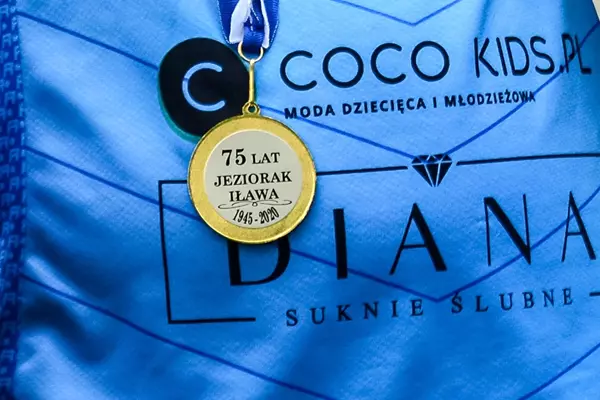 C
COCO KIDS.PL
MODA DZIECIĘCA I MŁODZIEŻOWA
75 LAT
JEZIORAK
IŁAWA
1945-2020
DIANA
SUKNIE ŚLUBNE